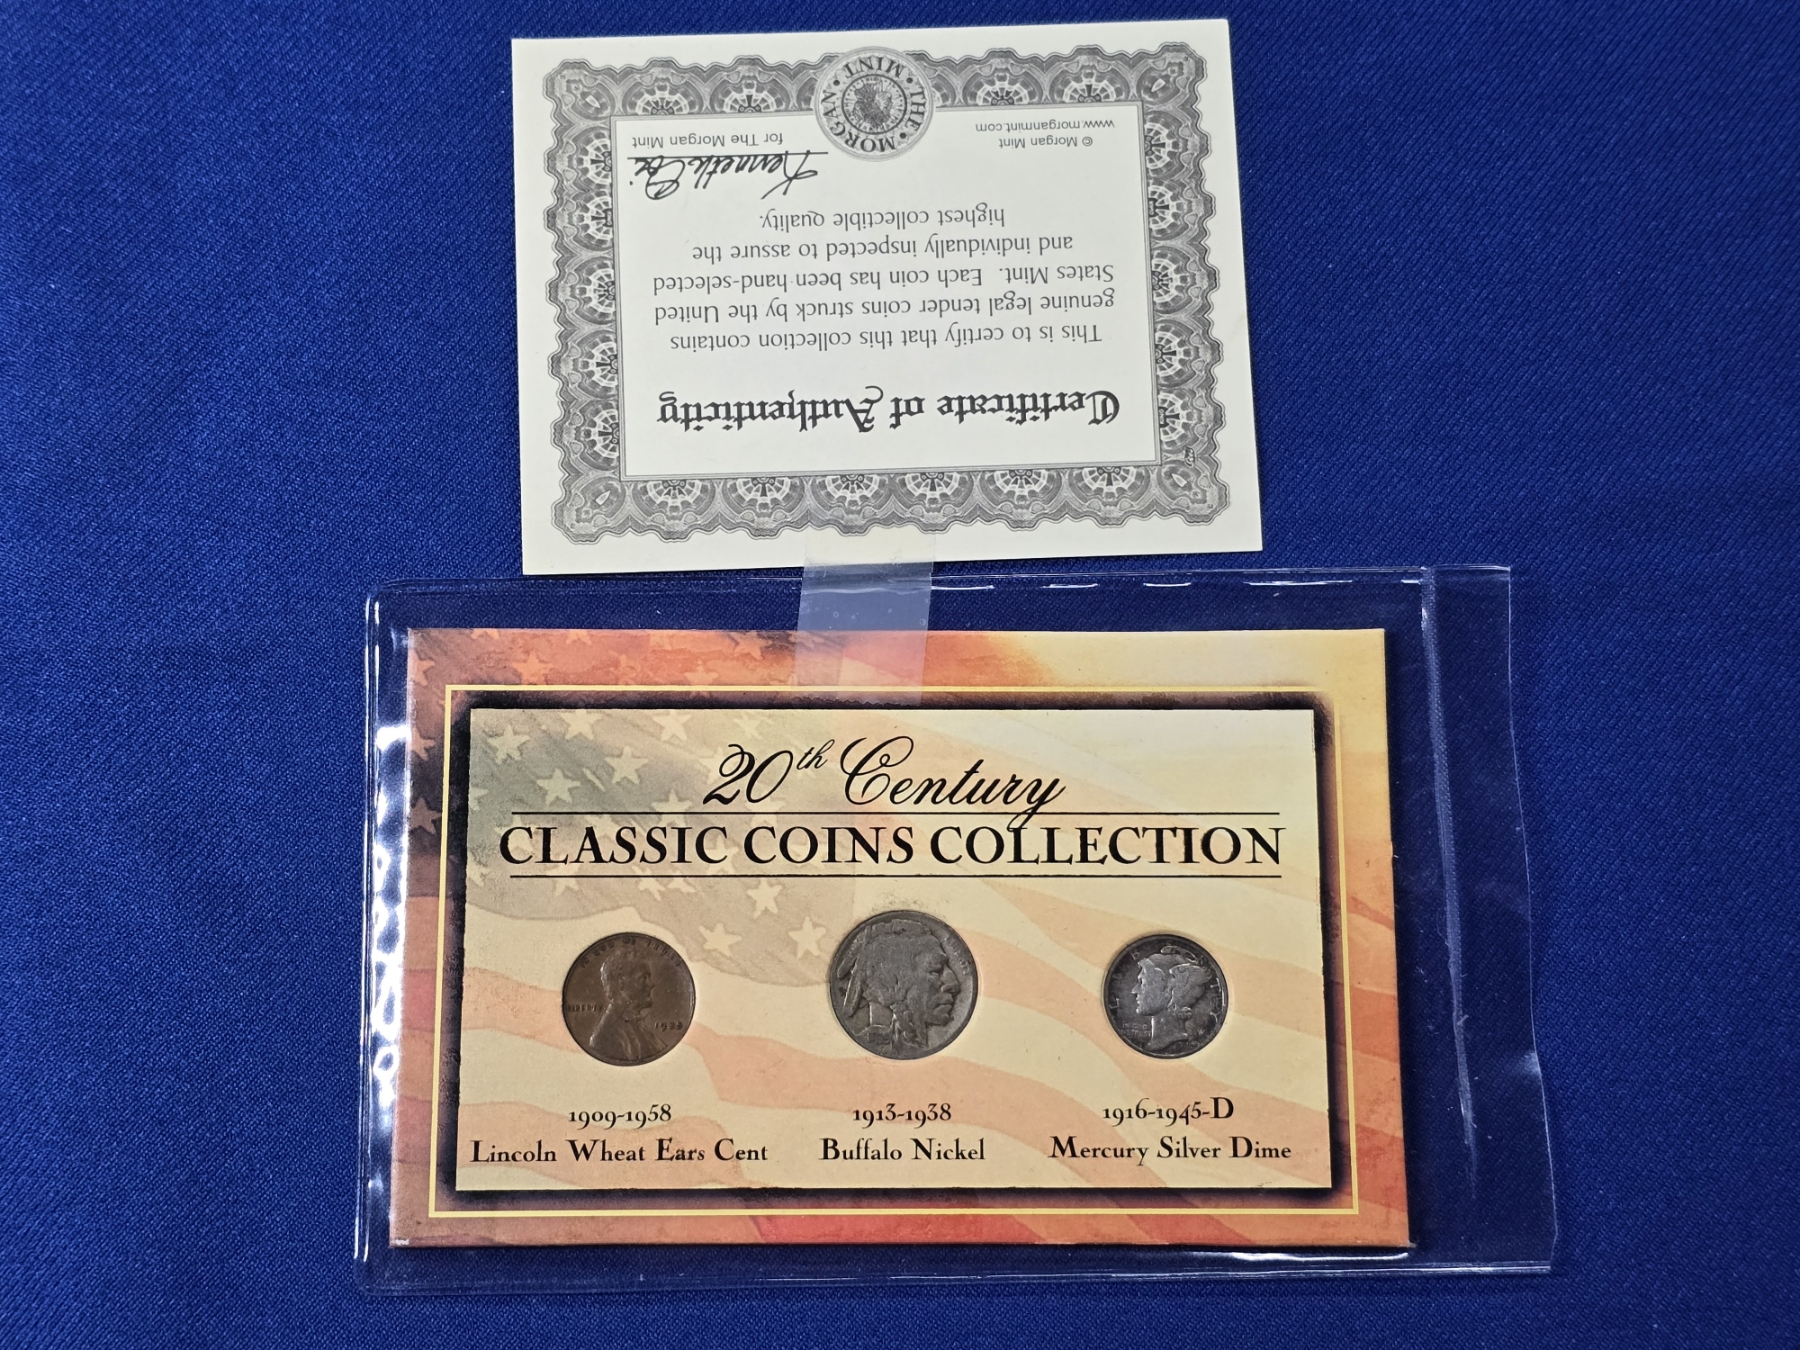 Certificate of Authenticity
This is to certify that this collection contains
genuine legal tender coins struck by the United
States Mint. Each coin has been hand-selected
and individually inspected to assure the
highest collectible quality.
© Morgan Mint
www.morganmint.com
for The Morgan Mint
THE MORGAN MINT
20th Century
CLASSIC COINS COLLECTION
LIBERTY
1909-1958
Lincoln Wheat Ears Cent
1913-1938
Buffalo Nickel
1916-1945-D
Mercury Silver Dime